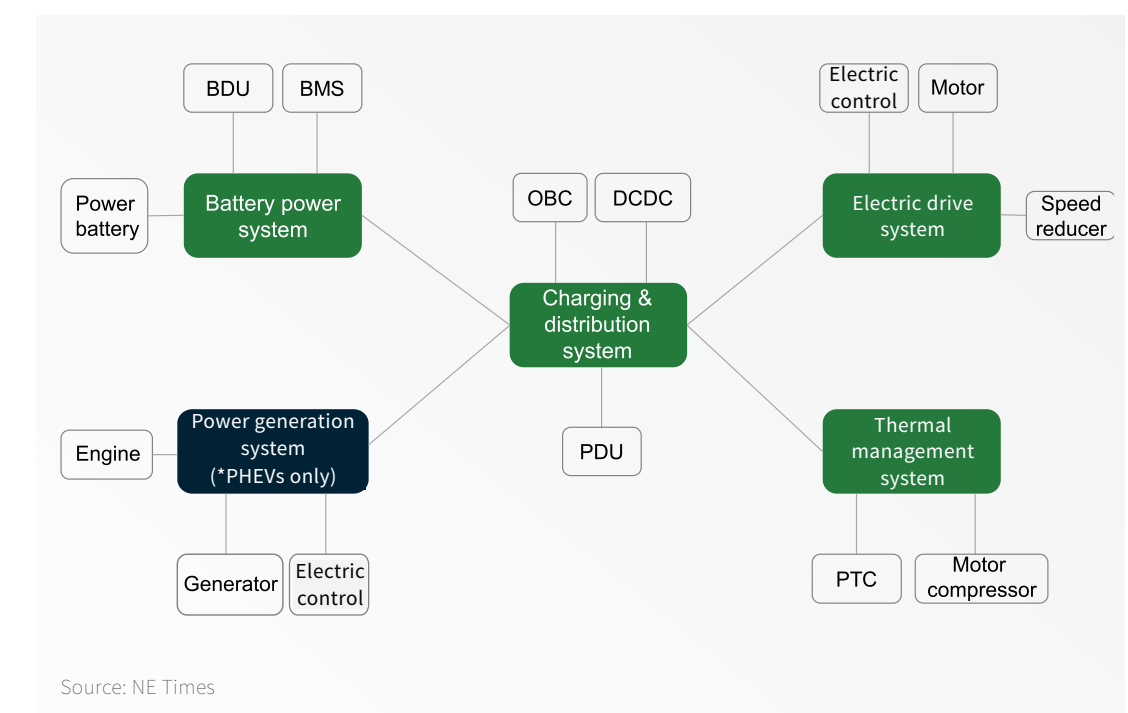 BDU
BMS
Power
battery
Battery power
system
OBC
DCDC
Charging &
distribution
system
PDU
Electric
control
Motor
Electric drive
system
Speed
reducer
Engine
Power generation
system
(*PHEVs only)
Generator
Electric
control
Thermal
management
system
PTC
Motor
compressor
Source: NE Times